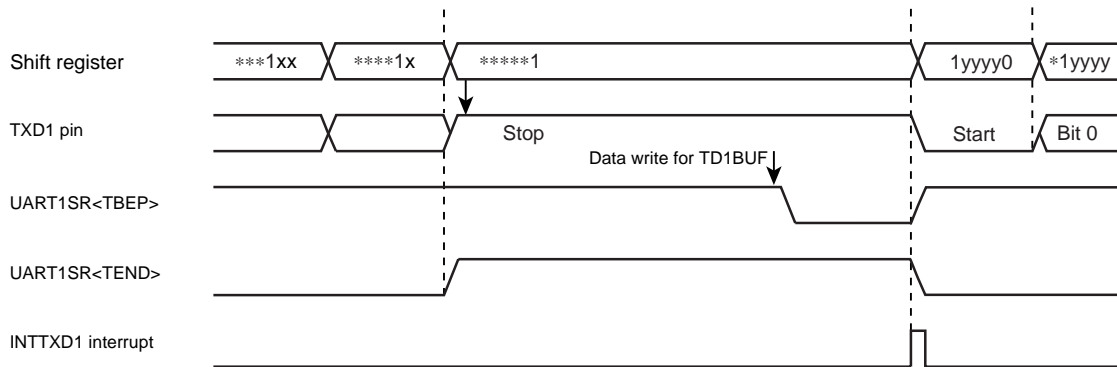 Shift register ***1xx ****1x *****1 1yyyy0 *1yyyy
TXD1 pin Stop Start Bit 0
Data write for TD1BUF
UART1SR<TBEP>
UART1SR<TEND>
INTTXD1 interrupt